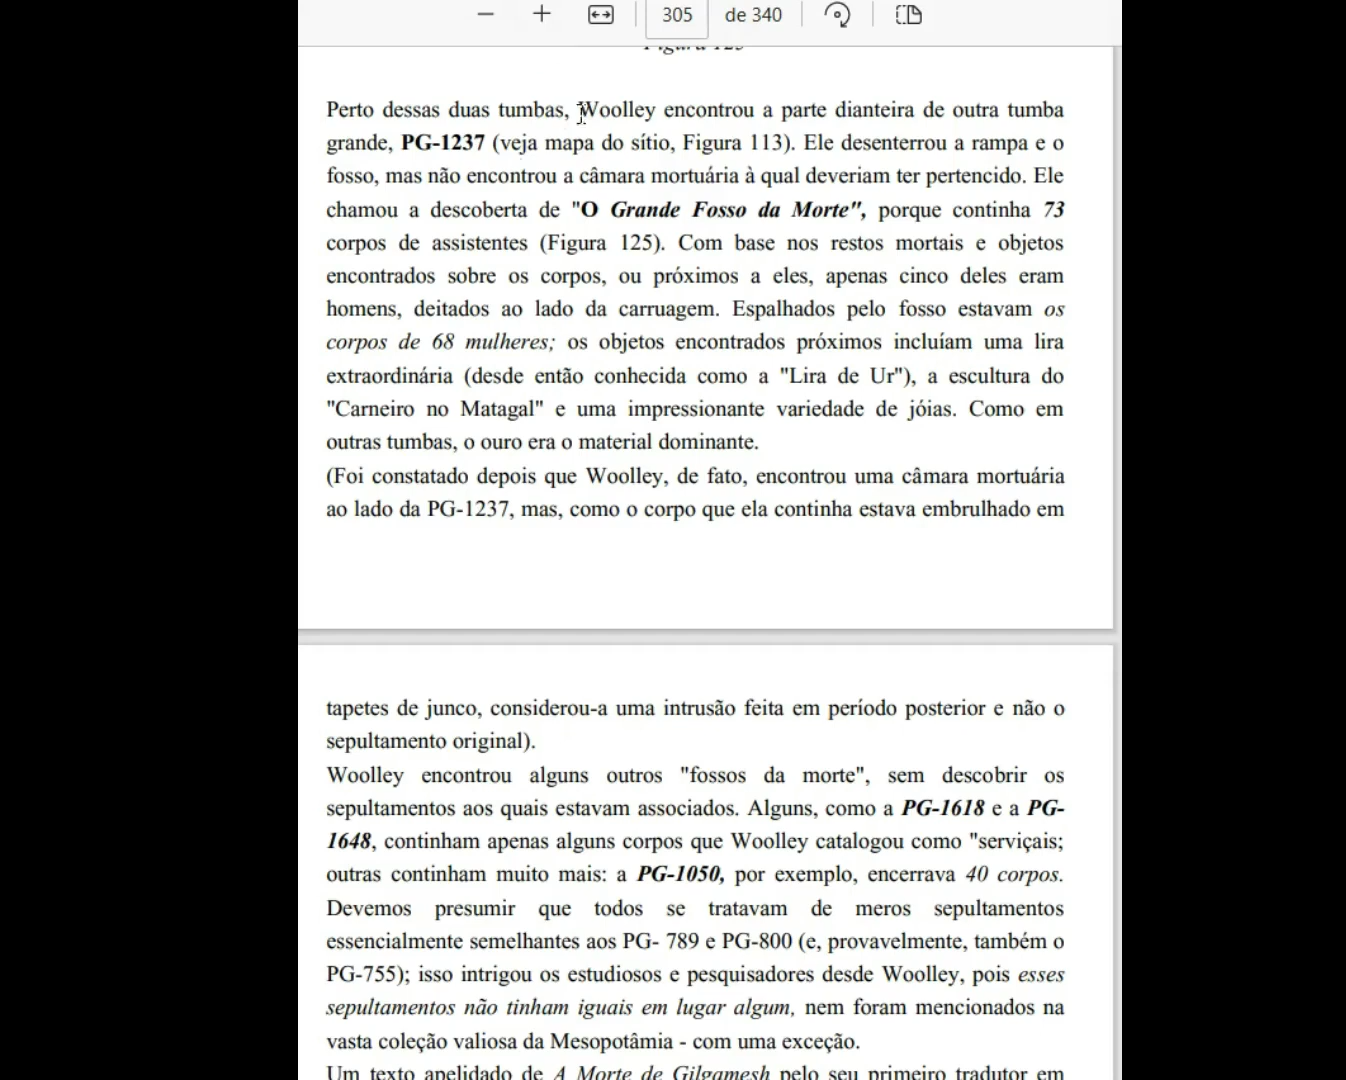 305 de 340
Perto dessas duas tumbas, Woolley encontrou a parte dianteira de outra tumba
grande, PG-1237 (veja mapa do sítio, Figura 113). Ele desenterrou a rampa e o
fosso, mas não encontrou a câmara mortuária à qual deveriam ter pertencido. Ele
chamou a descoberta de "O Grande Fosso da Morte", porque continha 73
corpos de assistentes (Figura 125). Com base nos restos mortais e objetos
encontrados sobre os corpos, ou próximos a eles, apenas cinco deles eram
homens, deitados ao lado da carruagem. Espalhados pelo fosso estavam os
corpos de 68 mulheres; os objetos encontrados próximos incluíam uma lira
extraordinária (desde então conhecida como a "Lira de Ur"), a escultura do
"Carneiro no Matagal" e uma impressionante variedade de jóias. Como em
outras tumbas, o ouro era o material dominante.
(Foi constatado depois que Woolley, de fato, encontrou uma câmara mortuária
ao lado da PG-1237, mas, como o corpo que ela continha estava embrulhado em
tapetes de junco, considerou-a uma intrusão feita em período posterior e não o
sepultamento original).
Woolley encontrou alguns outros "fossos da morte", sem descobrir os
sepultamentos aos quais estavam associados. Alguns, como a PG-1618 e a PG-
1648, continham apenas alguns corpos que Woolley catalogou como "serviçais;
outras continham muito mais: a PG-1050, por exemplo, encerrava 40 corpos.
Devemos presumir que todos se tratavam de meros sepultamentos
essencialmente semelhantes aos PG- 789 e PG-800 (e, provavelmente, também o
PG-755); isso intrigou os estudiosos e pesquisadores desde Woolley, pois esses
sepultamentos não tinham iguais em lugar algum, nem foram mencionados na
vasta coleção valiosa da Mesopotâmia - com uma exceção.
Um texto apelidado de A Morte de Gilgamesh pelo seu primeiro tradutor em